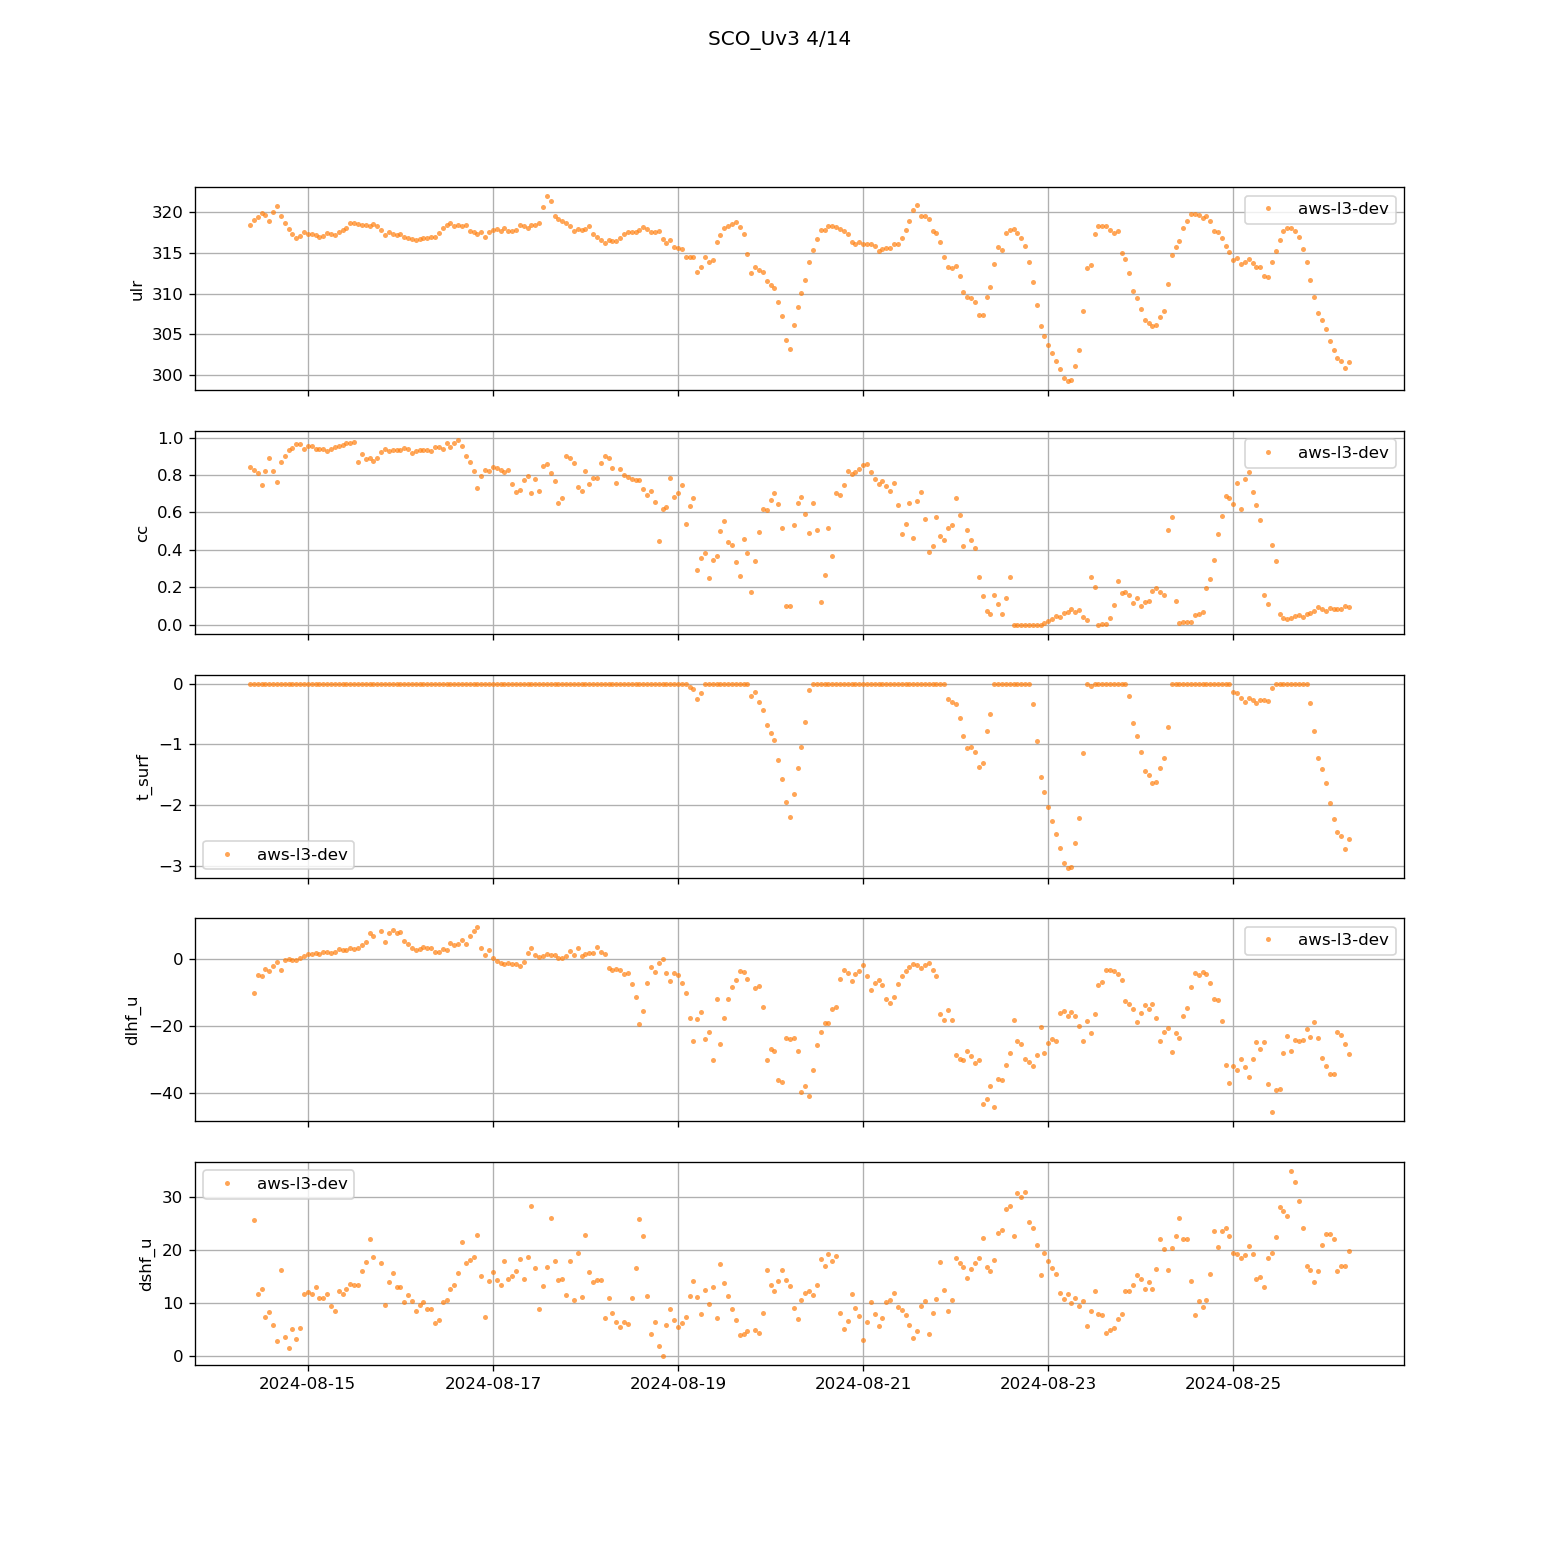 SCO_Uv3 4/14
320
315
310
305
300
ulr
aws-l3-dev
1.0
0.8
0.6
0.4
0.2
0.0
cc
aws-l3-dev
0
−1
−2
−3
t_surf
aws-l3-dev
0
−20
−40
dlhf_u
aws-l3-dev
30
20
10
0
dshf_u
aws-l3-dev
2024-08-15 2024-08-17 2024-08-19 2024-08-21 2024-08-23 2024-08-25